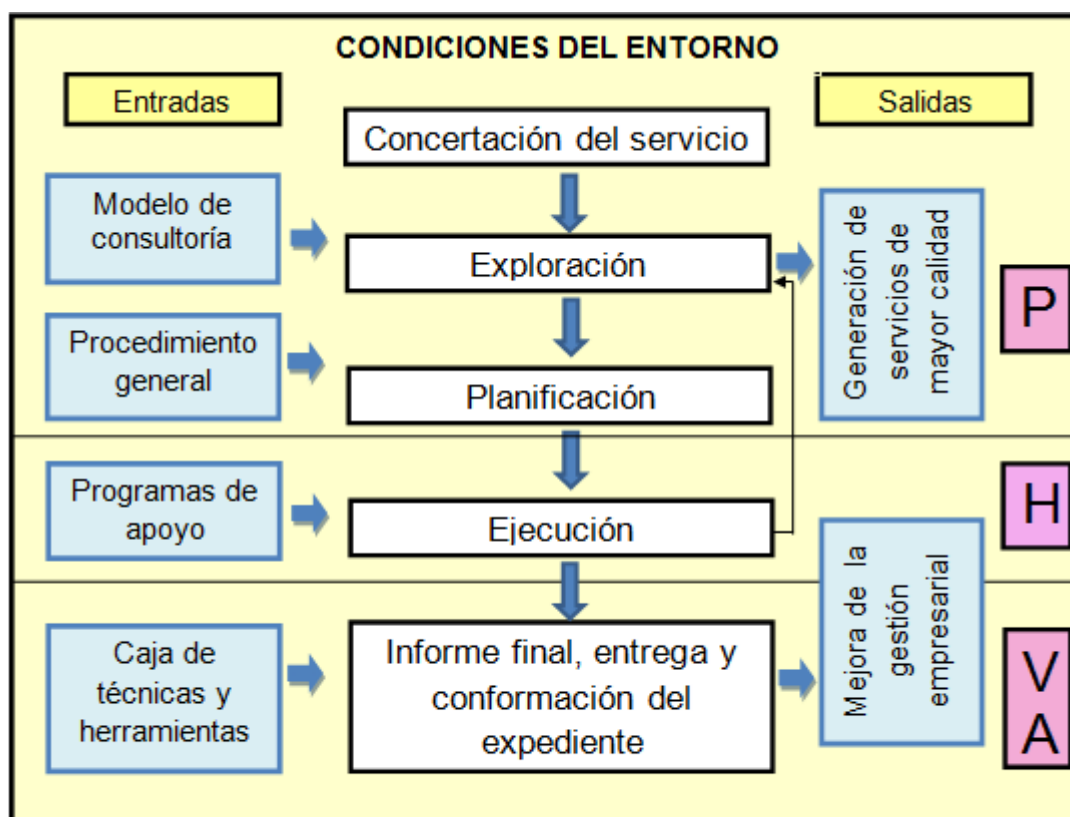 CONDICIONES DEL ENTORNO
Entradas
Salidas
Concertación del servicio
Modelo de
consultoría
Exploración
Generación de
servicios de
mayor calidad
P
Procedimiento
general
Planificación
Programas de
apoyo
Ejecución
H
Caja de
técnicas y
herramientas
Informe final, entrega y
conformación del
expediente
Mejora de la
gestión
empresarial
V
A